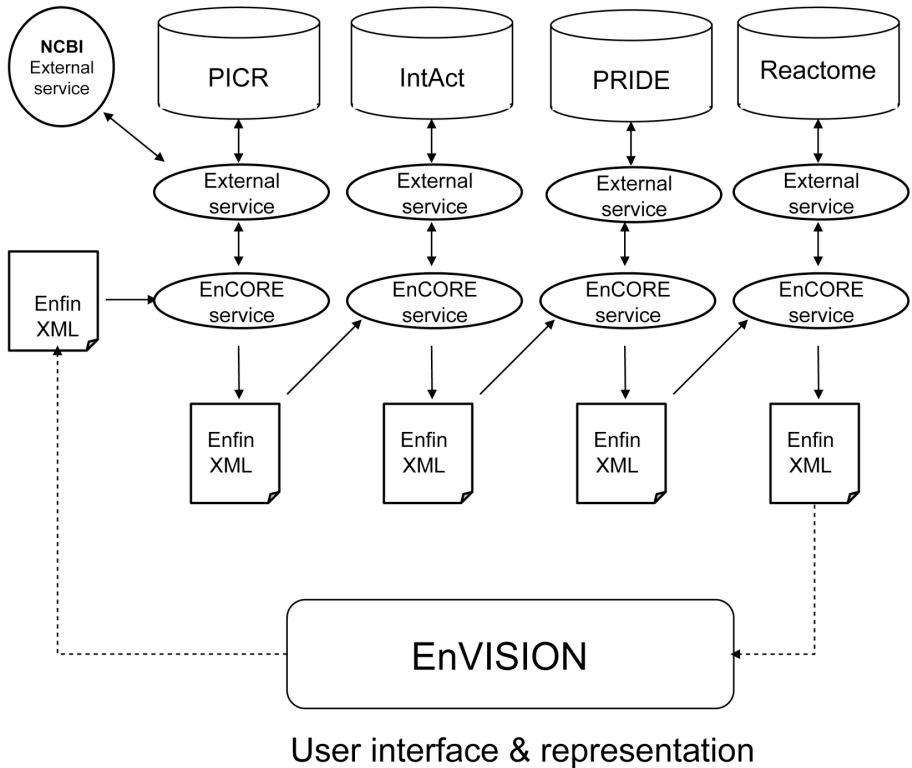 NCBI
External
service
PICR
IntAct
PRIDE
Reactome
External
service
External
service
External
service
External
service
Enfin
XML
EnCORE
service
EnCORE
service
EnCORE
service
EnCORE
service
Enfin
XML
Enfin
XML
Enfin
XML
Enfin
XML
EnVISION
User interface & representation